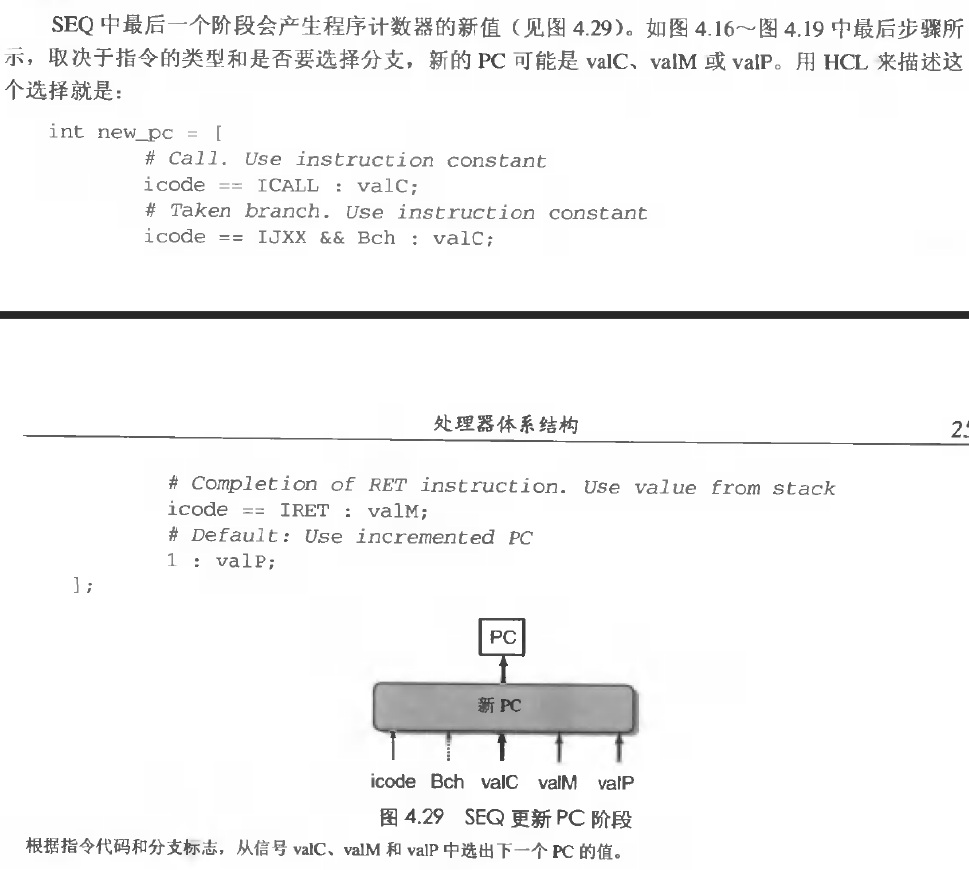 SEQ 中最后一个阶段会产生程序计数器的新值（见图 4.29）。如图 4.16～图 4.19 中最后步骤所
示，取决于指令的类型和是否要选择分支，新的 PC 可能是 valC、valM 或 valP。用 HCL 来描述这
个选择就是：
int new_pc = [
# Call. Use instruction constant
icode == ICALL : valC;
# Taken branch. Use instruction constant
icode == IJXX && Bch : valC;
处理器体系结构
# Completion of RET instruction. Use value from stack
icode == IRET : valM;
# Default: Use incremented PC
1 : valP;
];
PC
新 PC
icode Bch valC valM valP
图 4.29 SEQ 更新 PC 阶段
根据指令代码和分支标志，从信号 valC、valM 和 valP 中选出下一个 PC 的值。